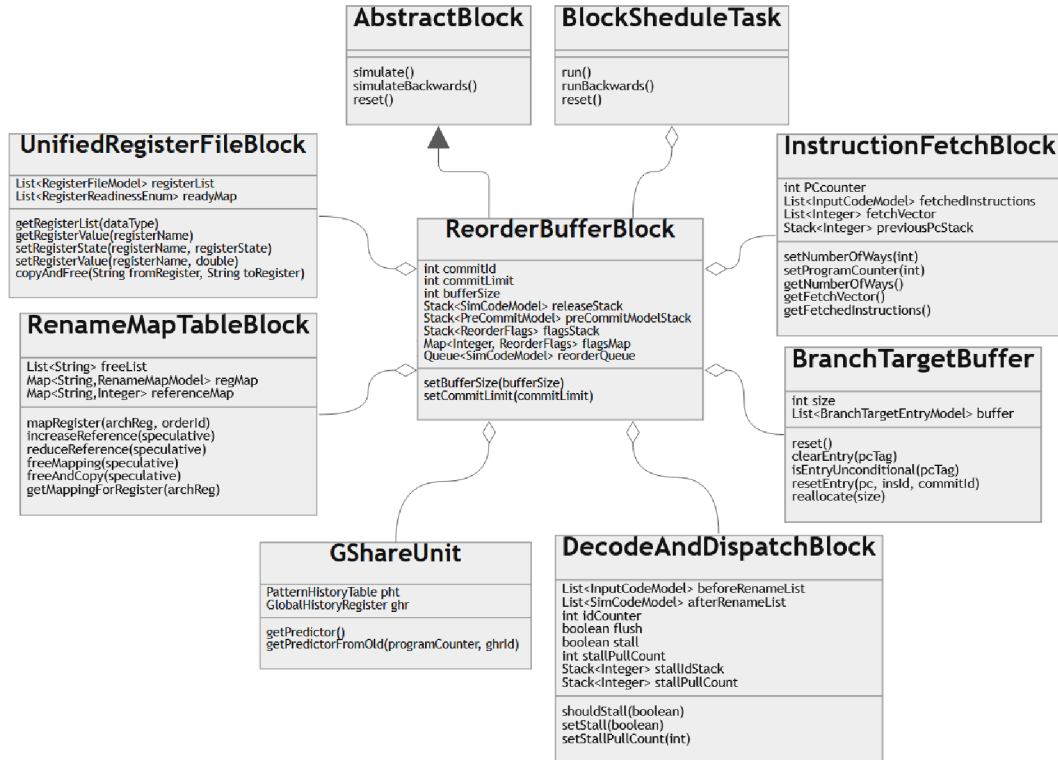 AbstractBlock
simulate()
simulateBackwards()
reset()
BlockSheduleTask
run()
runBackwards()
reset()
UnifiedRegisterFileBlock
List<RegisterFileModel> registerList
List<RegisterReadinessEnum> readyMap
getRegisterList(dataType)
getRegisterValue(registerName)
setRegisterState(registerName, registerState)
setRegisterValue(registerName, double)
copyAndFree(String fromRegister, String toRegister)
ReorderBufferBlock
int commitId
int commitLimit
int bufferSize
Stack<SimCodeModel> releaseStack
Stack<PreCommitModel> preCommitModelStack
Stack<ReorderFlags> flagsStack
Map<Integer, ReorderFlags> flagsMap
Queue<SimCodeModel> reorderQueue
setBufferSize(bufferSize)
setCommitLimit(commitLimit)
InstructionFetchBlock
int PCcounter
List<InputCodeModel> fetchedInstructions
List<Integer> fetchVector
Stack<Integer> previousPcStack
setNumberOfWays(int)
setProgramCounter(int)
getNumberOfWays()
getFetchVector()
getFetchedInstructions()
RenameMapTableBlock
List<String> freeList
Map<String,RenameMapModel> regMap
Map<String,Integer> referenceMap
mapRegister(archReg, orderId)
increaseReference(speculative)
reduceReference(speculative)
freeMapping(speculative)
freeAndCopy(speculative)
getMappingForRegister(archReg)
BranchTargetBuffer
int size
List<BranchTargetEntryModel> buffer
reset()
clearEntry(pcTag)
isEntryUnconditional(pcTag)
resetEntry(pc, insId, commitId)
reallocate(size)
GShareUnit
PatternHistoryTable pht
GlobalHistoryRegister ghr
getPredictor()
getPredictorFromOld(programCounter, ghrId)
DecodeAndDispatchBlock
List<InputCodeModel> beforeRenameList
List<SimCodeModel> afterRenameList
int idCounter
boolean flush
boolean stall
int stallPullCount
Stack<Integer> stallIdStack
Stack<Integer> stallPullCount
shouldStall(boolean)
setStall(boolean)
setStallPullCount(int)